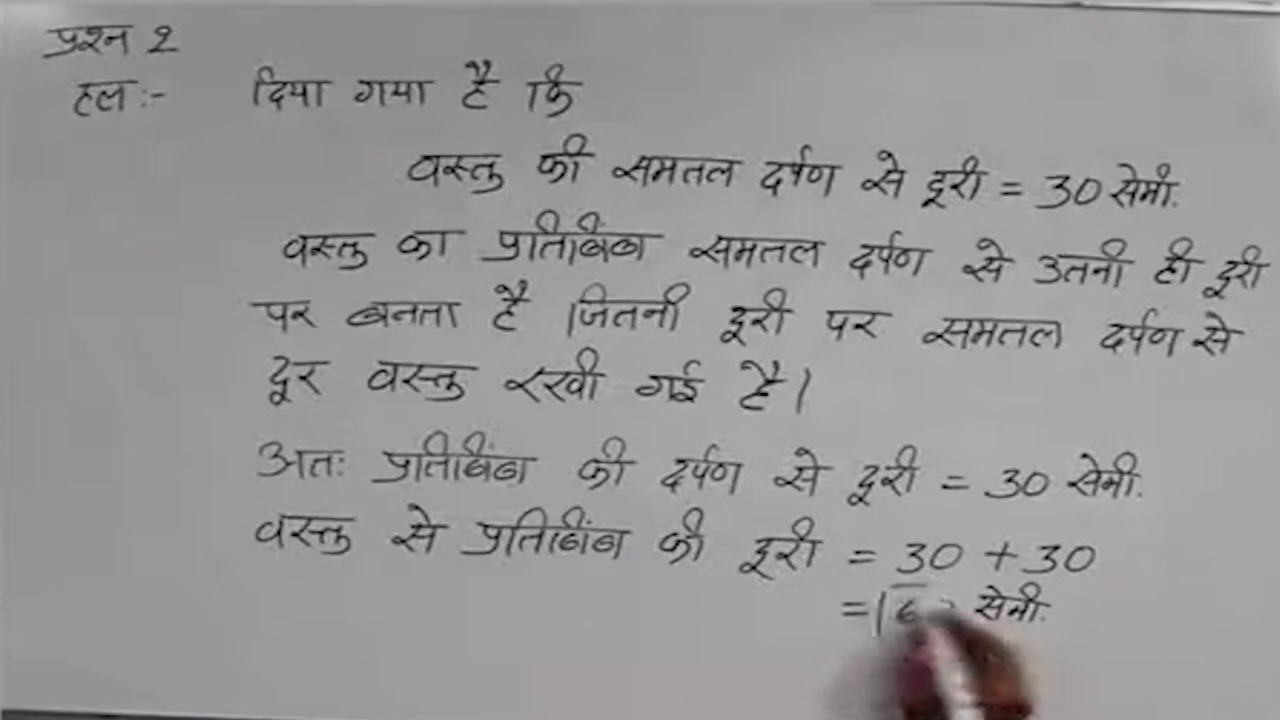 प्रश्न 2
हल :- दिया गया है कि
वस्तु की समतल दर्पण से दूरी = 30 सेमी.
वस्तु का प्रतिबिंब समतल दर्पण से उतनी ही दूरी
पर बनता है जितनी दूरी पर समतल दर्पण से
दूर वस्तु रखी गई है।
अतः प्रतिबिंब की दर्पण से दूरी = 30 सेमी.
वस्तु से प्रतिबिंब की दूरी = 30 + 30
= सेमी.